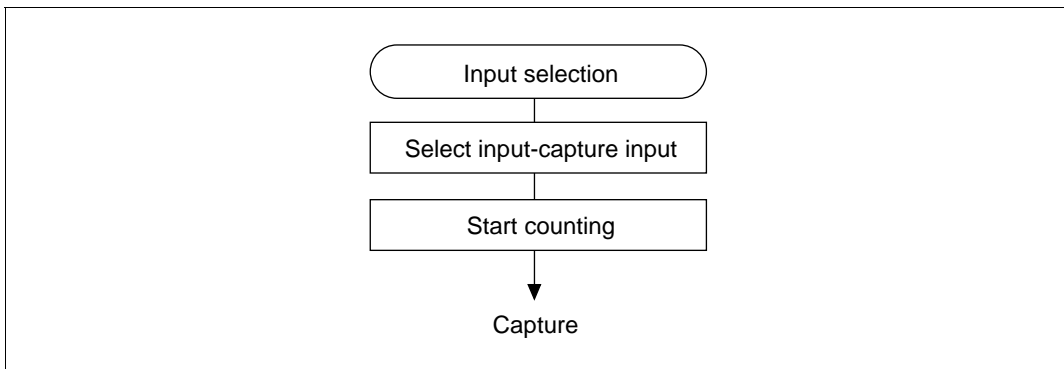 Input selection
Select input-capture input
Start counting
Capture